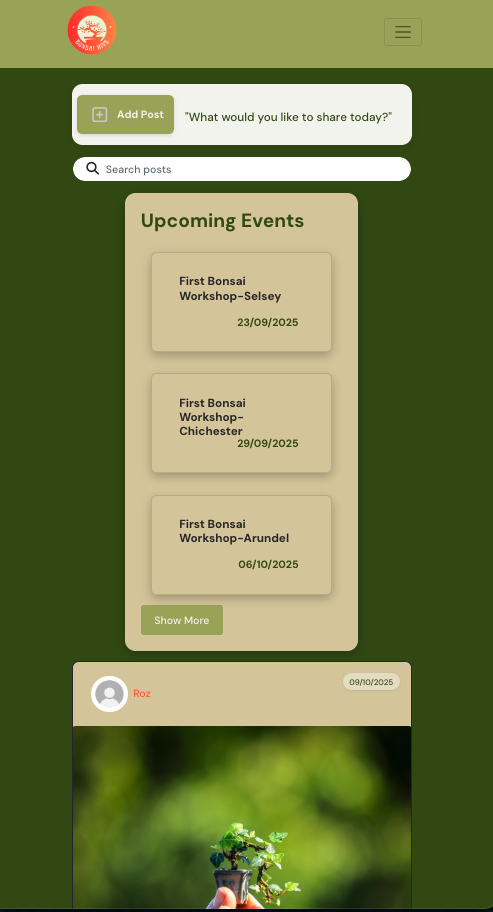 BONSAI HIVE
Add Post
"What would you like to share today?"
Search posts
Upcoming Events
First Bonsai
Workshop-Selsey
23/09/2025
First Bonsai
Workshop-
Chichester
29/09/2025
First Bonsai
Workshop-Arundel
06/10/2025
Show More
Roz
09/10/2025